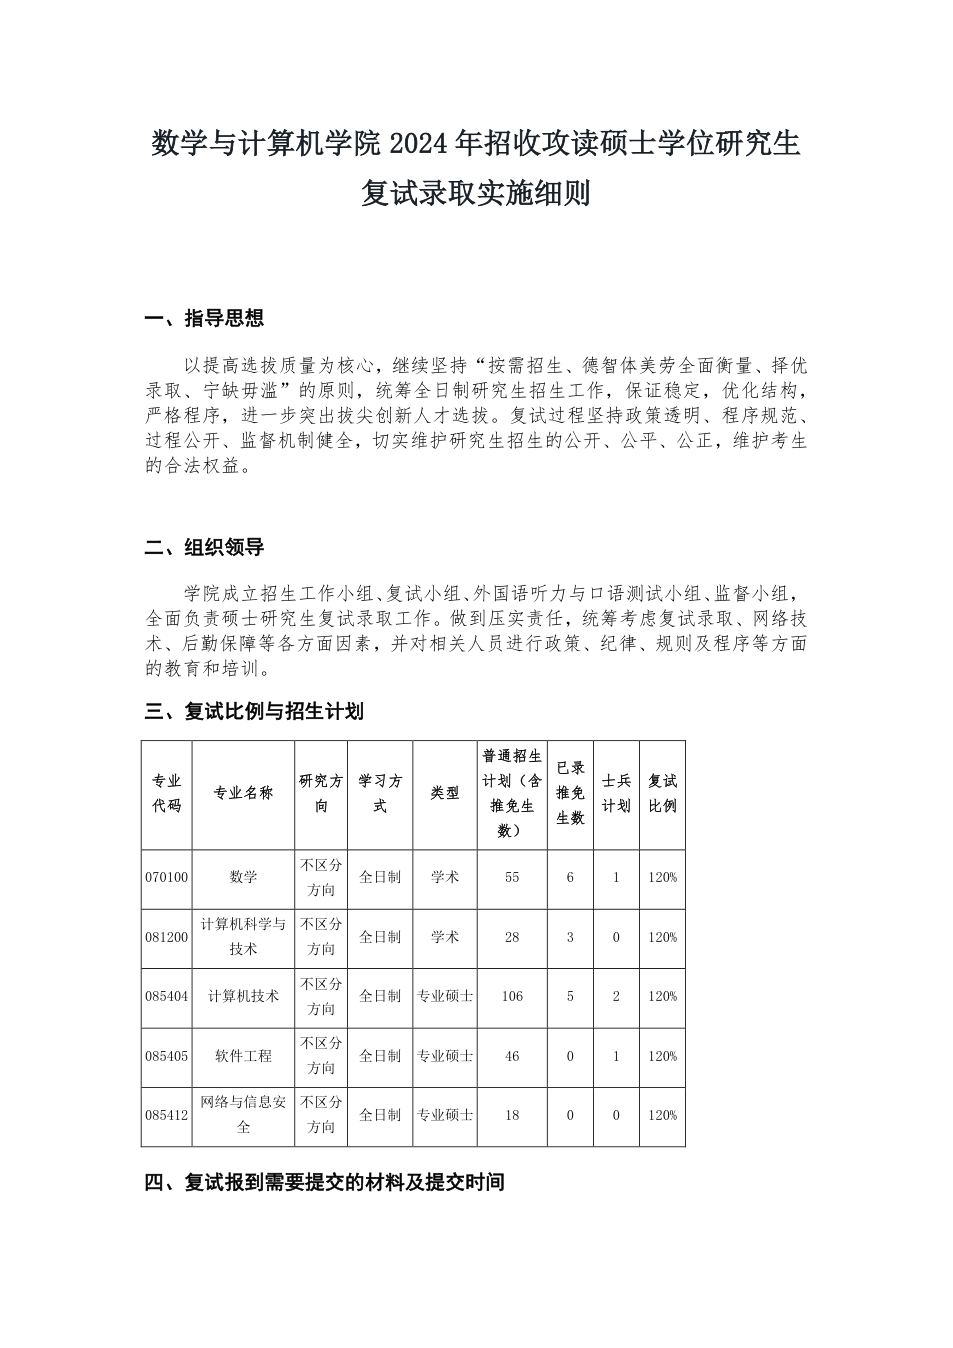 数学与计算机学院 2024 年招收攻读硕士学位研究生
复试录取实施细则
一、指导思想
以提高选拔质量为核心，继续坚持“按需招生、德智体美劳全面衡量、择优
录取、宁缺毋滥”的原则，统筹全日制研究生招生工作，保证稳定，优化结构，
严格程序，进一步突出拔尖创新人才选拔。复试过程坚持政策透明、程序规范、
过程公开、监督机制健全，切实维护研究生招生的公开、公平、公正，维护考生
的合法权益。
二、组织领导
学院成立招生工作小组、复试小组、外国语听力与口语测试小组、监督小组，
全面负责硕士研究生复试录取工作。做到压实责任，统筹考虑复试录取、网络技
术、后勤保障等各方面因素，并对相关人员进行政策、纪律、规则及程序等方面
的教育和培训。
三、复试比例与招生计划
专业
代码
专业名称
研究方
向
学习方
式
类型
普通招生
计划（含
推免生
数）
已录
推免
生数
士兵
计划
复试
比例
070100
数学
不区分
方向
全日制
学术
55
6
1
120%
081200
计算机科学与
技术
不区分
方向
全日制
学术
28
3
0
120%
085404
计算机技术
不区分
方向
全日制
专业硕士
106
5
2
120%
085405
软件工程
不区分
方向
全日制
专业硕士
46
0
1
120%
085412
网络与信息安
全
不区分
方向
全日制
专业硕士
18
0
0
120%
四、复试报到需要提交的材料及提交时间